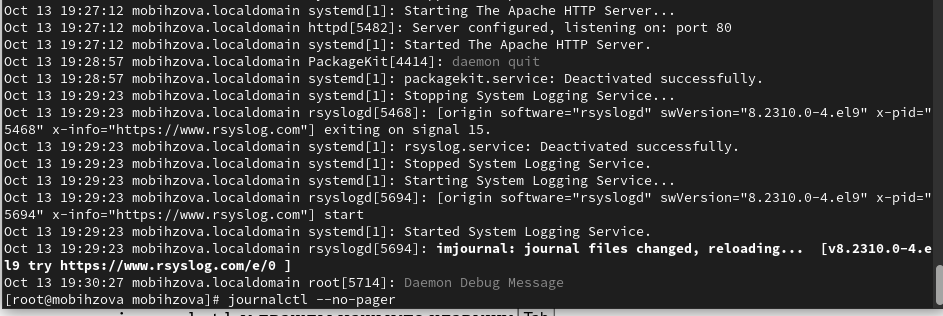 Oct 13 19:27:12 mobihzova.localdomain systemd[1]: Starting The Apache HTTP Server...
Oct 13 19:27:12 mobihzova.localdomain httpd[5482]: Server configured, listening on: port 80
Oct 13 19:27:12 mobihzova.localdomain systemd[1]: Started The Apache HTTP Server.
Oct 13 19:28:57 mobihzova.localdomain PackageKit[4414]: daemon quit
Oct 13 19:28:57 mobihzova.localdomain systemd[1]: packagekit.service: Deactivated successfully.
Oct 13 19:29:23 mobihzova.localdomain systemd[1]: Stopping System Logging Service...
Oct 13 19:29:23 mobihzova.localdomain rsyslogd[5468]: [origin software="rsyslogd" swVersion="8.2310.0-4.el9" x-pid="
5468" x-info="https://www.rsyslog.com"] exiting on signal 15.
Oct 13 19:29:23 mobihzova.localdomain systemd[1]: rsyslog.service: Deactivated successfully.
Oct 13 19:29:23 mobihzova.localdomain systemd[1]: Stopped System Logging Service.
Oct 13 19:29:23 mobihzova.localdomain systemd[1]: Starting System Logging Service...
Oct 13 19:29:23 mobihzova.localdomain rsyslogd[5694]: [origin software="rsyslogd" swVersion="8.2310.0-4.el9" x-pid="
5694" x-info="https://www.rsyslog.com"] start
Oct 13 19:29:23 mobihzova.localdomain systemd[1]: Started System Logging Service.
Oct 13 19:29:23 mobihzova.localdomain rsyslogd[5694]: imjournal: journal files changed, reloading...  [v8.2310.0-4.e
l9 try https://www.rsyslog.com/e/0 ]
Oct 13 19:30:27 mobihzova.localdomain root[5714]: Daemon Debug Message
[root@mobihzova mobihzova]# journalctl --no-pager
Tab